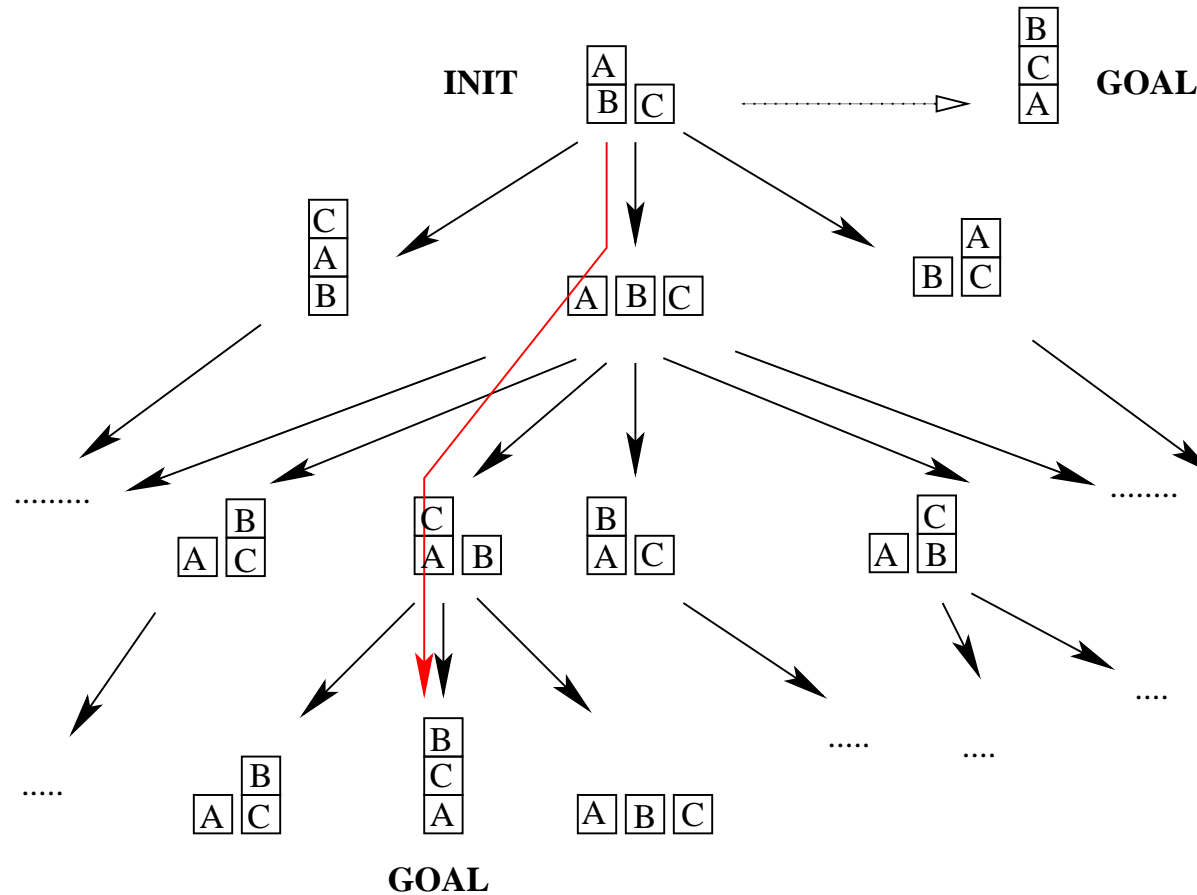 B
A
C
INIT
GOAL
B C
A
C
A
A
B C
A B C
B
......... ........
B C B C
A C A B A C A B
....
B
..... ....
B C
.....
A C A A B C
GOAL